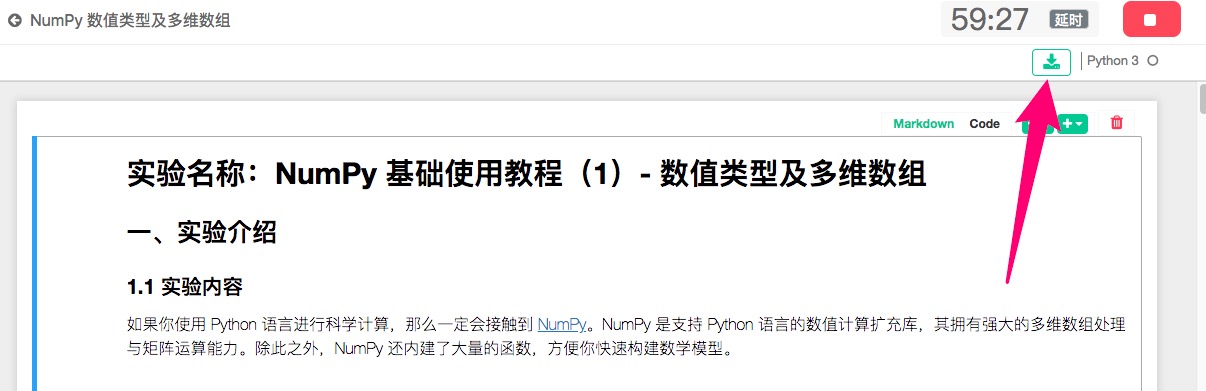 NumPy 数值类型及多维数组
59:27 延时
Python 3
Markdown Code
实验名称：NumPy 基础使用教程（1）- 数值类型及多维数组
一、实验介绍
1.1 实验内容
如果你使用 Python 语言进行科学计算，那么一定会接触到 NumPy。NumPy 是支持 Python 语言的数值计算扩充库，其拥有强大的多维数组处理
与矩阵运算能力。除此之外，NumPy 还内建了大量的函数，方便你快速构建数学模型。